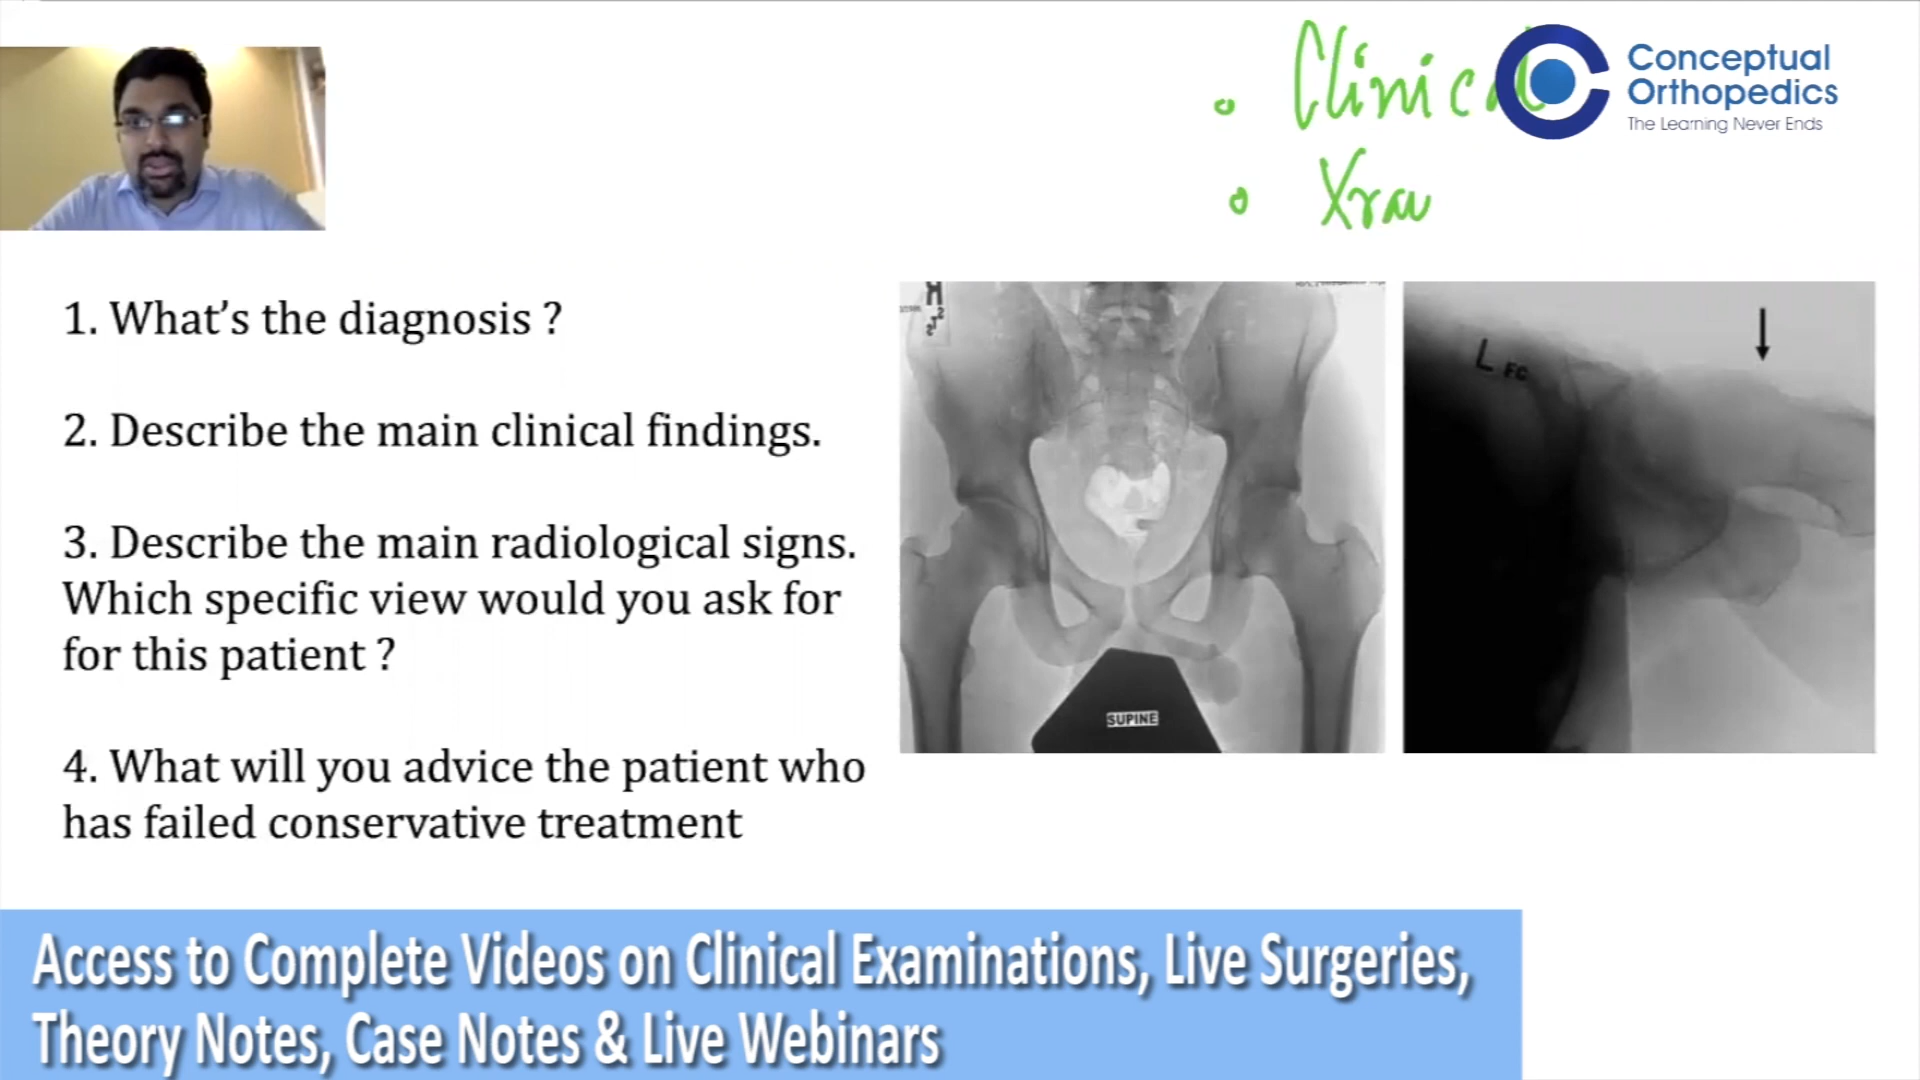 Clinical
Conceptual
Orthopedics
The Learning Never Ends
Xray
1. What's the diagnosis ?
2. Describe the main clinical findings.
3. Describe the main radiological signs.
Which specific view would you ask for
for this patient ?
4. What will you advice the patient who
has failed conservative treatment
L FC
SUPINE
Access to Complete Videos on Clinical Examinations, Live Surgeries,
Theory Notes, Case Notes & Live Webinars